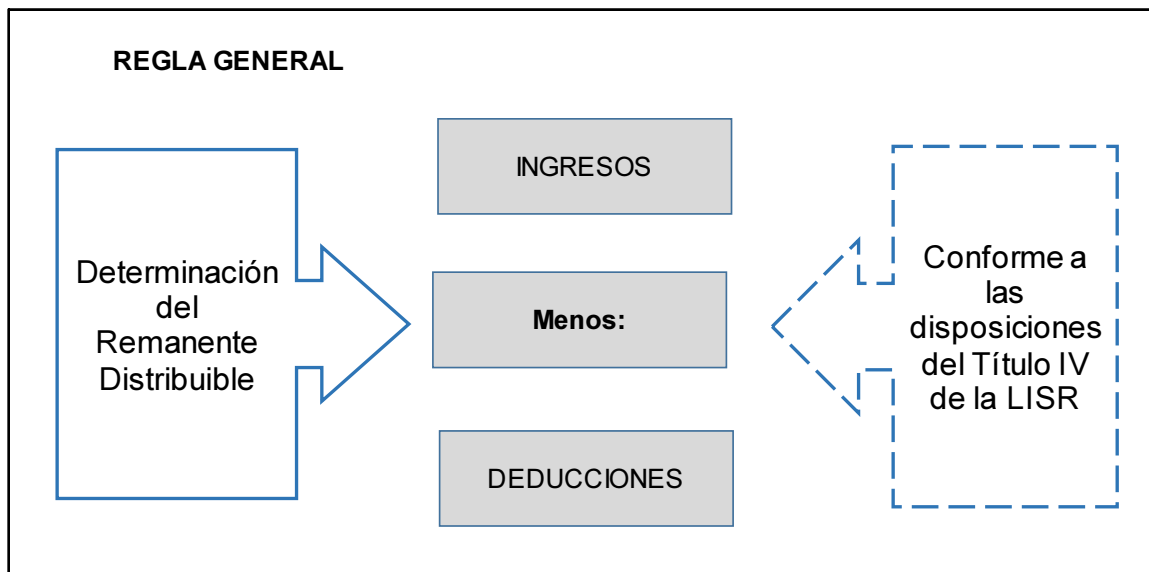 REGLA GENERAL
Determinación
del
Remanente
Distribuible
INGRESOS
Menos:
DEDUCCIONES
Conforme a
las
disposiciones
del Título IV
de la LISR